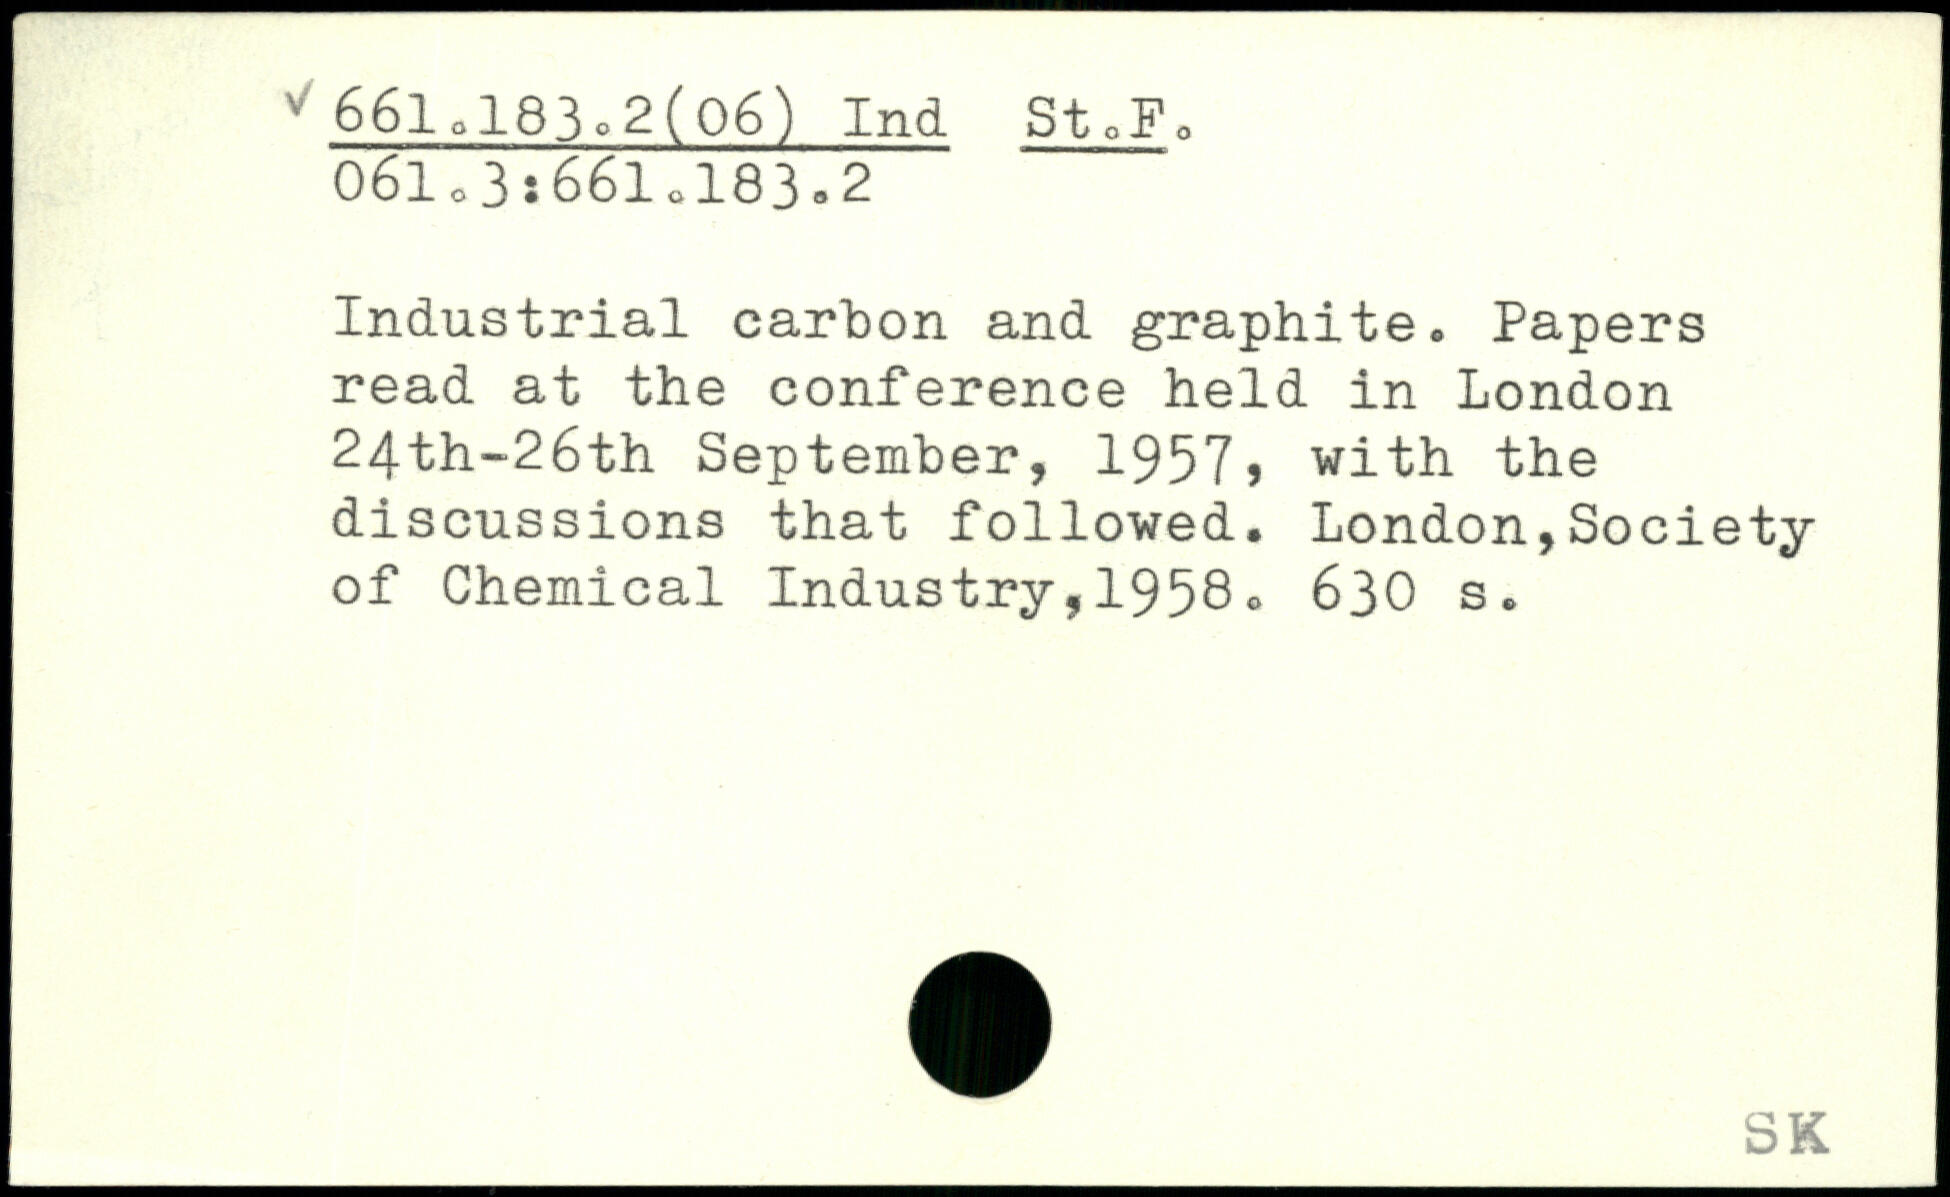 ✓ 661.183.2(06) Ind St.F.
061.3:661.183.2
Industrial carbon and graphite. Papers
read at the conference held in London
24th-26th September, 1957, with the
discussions that followed. London,Society
of Chemical Industry,1958. 630 s.
SK